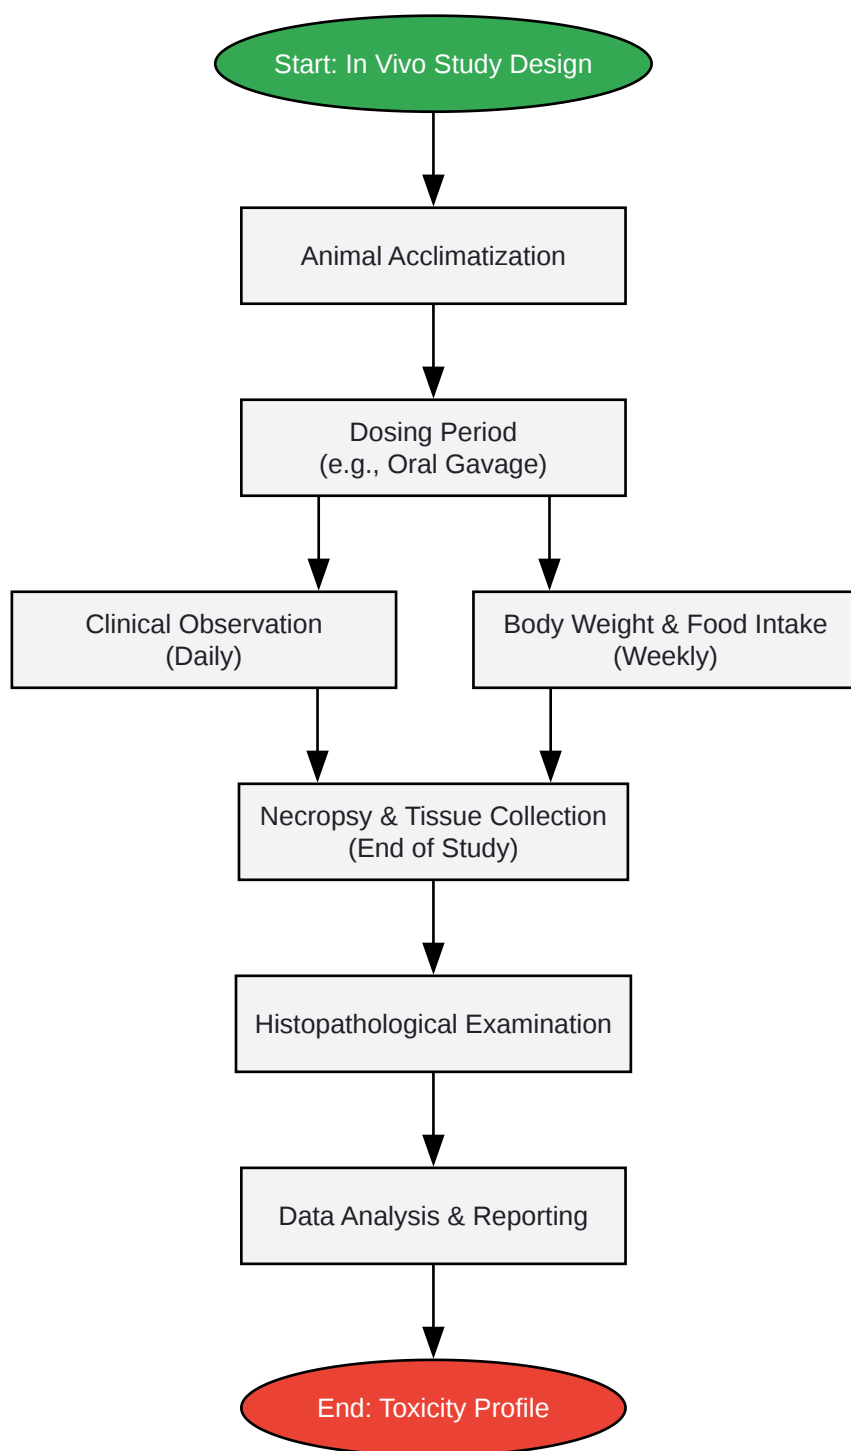 Start: In Vivo Study Design
Animal Acclimatization
Dosing Period
(e.g., Oral Gavage)
Clinical Observation
(Daily)
Body Weight & Food Intake
(Weekly)
Necropsy & Tissue Collection
(End of Study)
Histopathological Examination
Data Analysis & Reporting
End: Toxicity Profile